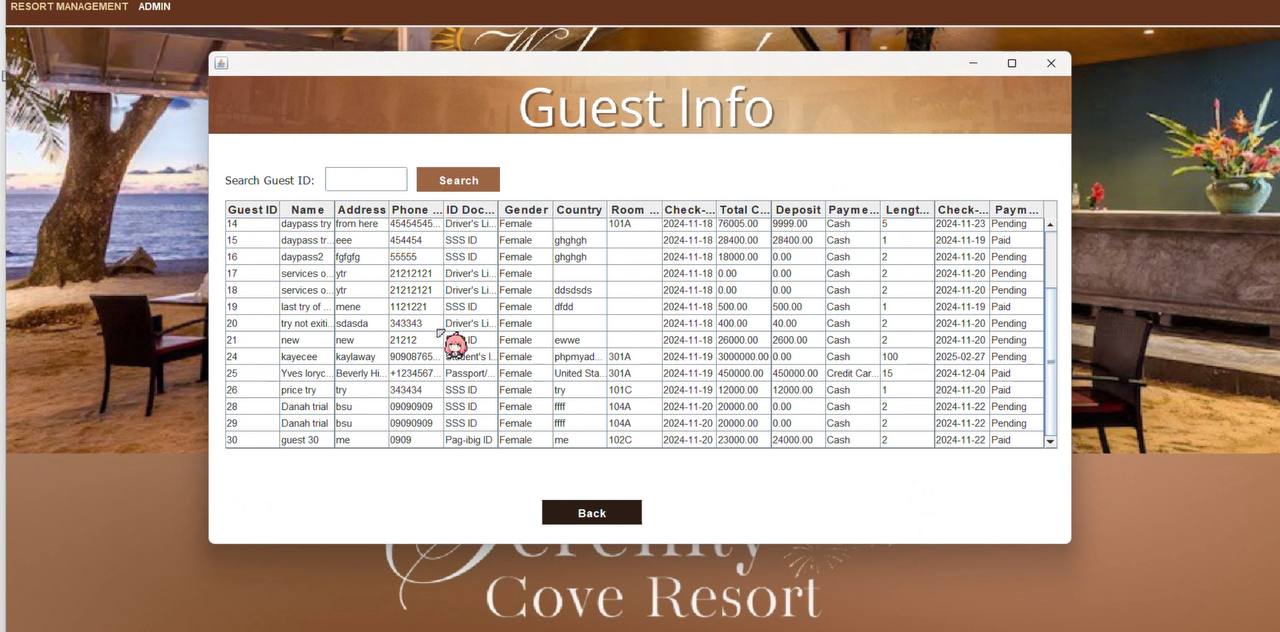 RESORT MANAGEMENT ADMIN
Guest Info
Search Guest ID: Search
Guest ID Name Address Phone ... ID Doc... Gender Country Room ... Check-... Total C... Deposit Payme... Lengt... Check-... Paym...
14 daypass try from here 45454545... Driver's Li... Female 101A 2024-11-18 76005.00 9999.00 Cash 5 2024-11-23 Pending
15 daypass tr... eee 454454 SSS ID Female ghghgh 2024-11-18 28400.00 28400.00 Cash 1 2024-11-19 Paid
16 daypass2 fgfgfg 55555 SSS ID Female ghghgh 2024-11-18 18000.00 0.00 Cash 2 2024-11-20 Pending
17 services o... ytr 21212121 Driver's Li... Female 2024-11-18 0.00 0.00 Cash 2 2024-11-20 Pending
18 services o... ytr 21212121 Driver's Li... Female ddsdsds 2024-11-18 0.00 0.00 Cash 2 2024-11-20 Pending
19 last try of ... mene 1121221 SSS ID Female dfdd 2024-11-18 500.00 500.00 Cash 1 2024-11-19 Paid
20 try not exiti... sdasda 343343 Driver's Li... Female 2024-11-18 400.00 40.00 Cash 2 2024-11-20 Pending
21 new new 21212 ID Female ewwe 2024-11-18 26000.00 2600.00 Cash 2 2024-11-20 Pending
24 kayecee kaylaway 90908765... Student's I... Female phpmyad... 301A 2024-11-19 3000000.00 0.00 Cash 100 2025-02-27 Pending
25 Yves loryc... Beverly Hi... +1234567... Passport/... Female United Sta... 301A 2024-11-19 450000.00 450000.00 Credit Car... 15 2024-12-04 Paid
26 price try try 343434 SSS ID Female try 101C 2024-11-19 12000.00 12000.00 Cash 1 2024-11-20 Paid
28 Danah trial bsu 09090909 SSS ID Female ffff 104A 2024-11-20 20000.00 0.00 Cash 2 2024-11-22 Pending
29 Danah trial bsu 09090909 SSS ID Female ffff 104A 2024-11-20 20000.00 0.00 Cash 2 2024-11-22 Pending
30 guest 30 me 0909 Pag-ibig ID Female me 102C 2024-11-20 23000.00 24000.00 Cash 2 2024-11-22 Paid
Back
Serenity
Cove Resort